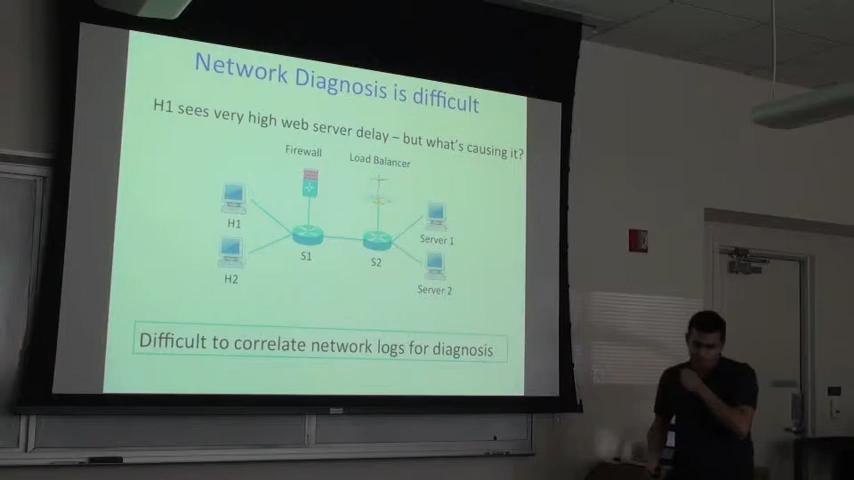 Network Diagnosis is difficult
H1 sees very high web server delay – but what's causing it?
Firewall
Load Balancer
H1
Server 1
S1
S2
H2
Server 2
Difficult to correlate network logs for diagnosis